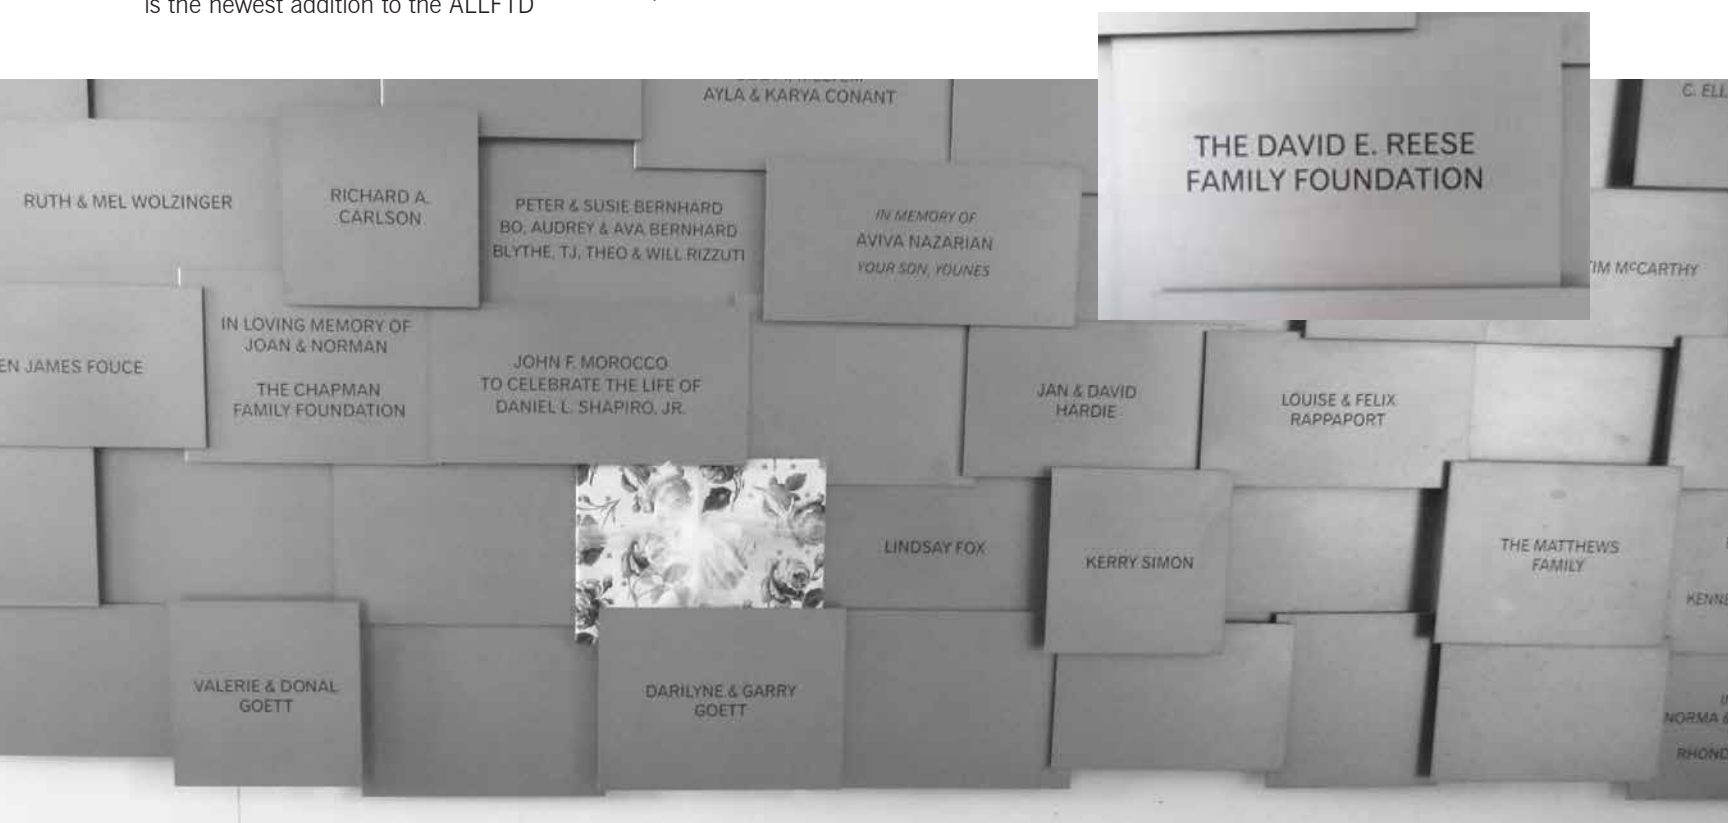 is the newest addition to the ALLFTD
AYLA & KARYA CONANT
THE DAVID E. REESE
FAMILY FOUNDATION
RUTH & MEL WOLZINGER
RICHARD A.
CARLSON
PETER & SUSIE BERNHARD
BO, AUDREY & AVA BERNHARD
BLYTHE, TJ, THEO & WILL RIZZUTI
IN MEMORY OF
AVIVA NAZARIAN
YOUR SON, YOUNES
McCARTHY
JAMES FOUCE
IN LOVING MEMORY OF
JOAN & NORMAN
THE CHAPMAN
FAMILY FOUNDATION
JOHN F. MOROCCO
TO CELEBRATE THE LIFE OF
DANIEL L. SHAPIRO, JR.
JAN & DAVID
HARDIE
LOUISE & FELIX
RAPPAPORT
LINDSAY FOX
KERRY SIMON
THE MATTHEWS
FAMILY
VALERIE & DONAL
GOETT
DARILYNE & GARRY
GOETT
NORMA &